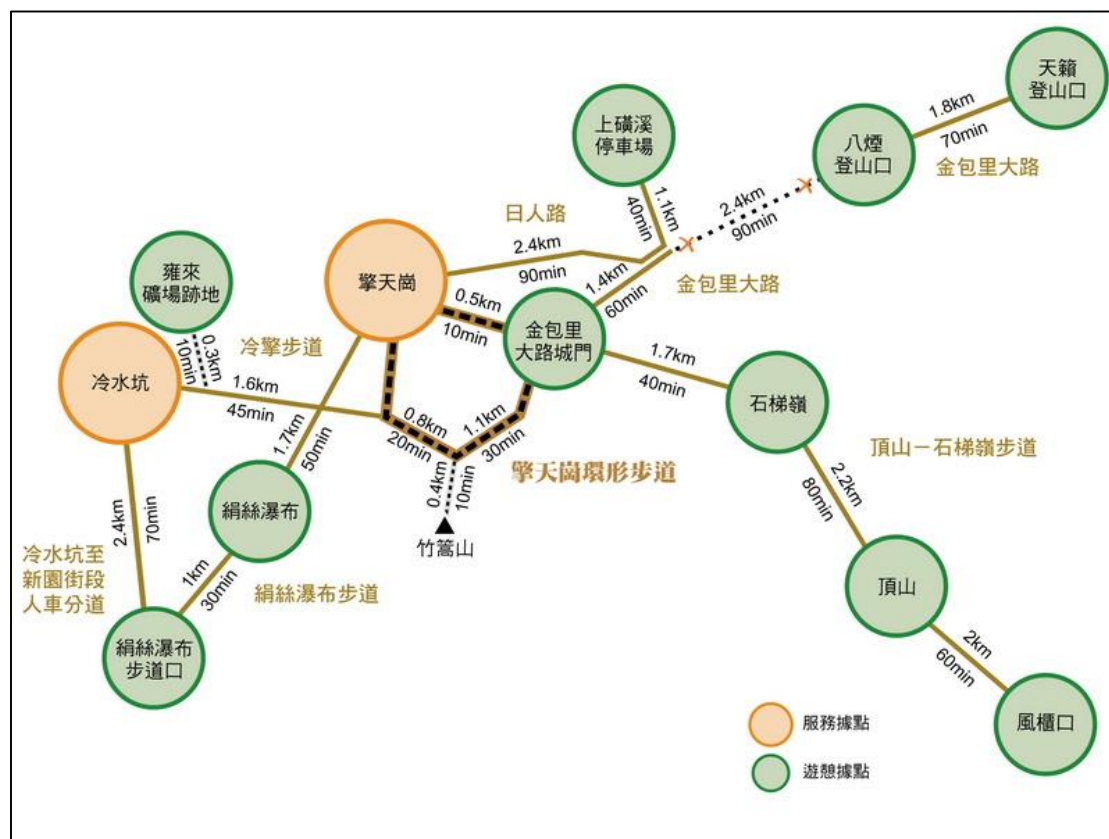 天籟
登山口
1.8km
70min
金包里大路
八煙
登山口
上磺溪
停車場
1.1km
40min
2.4km
90min
日人路
2.4km
90min
1.4km
60min
金包里大路
雍來
礦場跡地
0.3km
10min
擎天崗
0.5km
10min
金包里
大路城門
冷擎步道
冷水坑
1.6km
45min
1.7km
40min
石梯嶺
0.8km
20min
1.1km
30min
擎天崗環形步道
0.4km
10min
竹篙山
1.7km
50min
絹絲瀑布
頂山－石梯嶺步道
2.2km
80min
頂山
2.4km
70min
冷水坑至
新園街段
人車分道
1km
30min
絹絲瀑布步道
絹絲瀑布
步道口
2km
60min
風櫃口
服務據點
遊憩據點